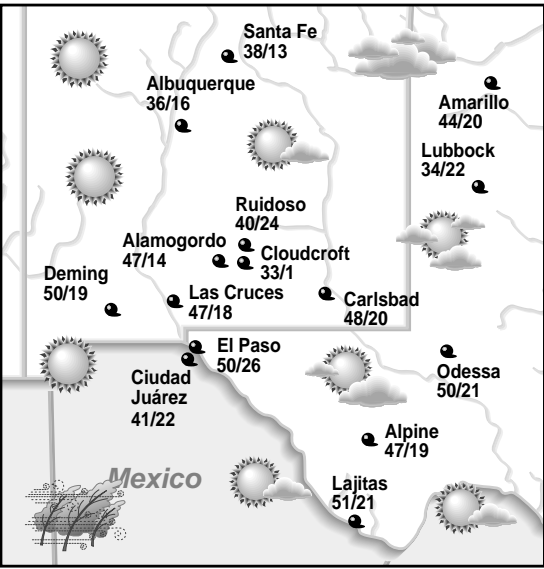 Santa Fe
38/13
Albuquerque
36/16
Amarillo
44/20
Lubbock
34/22
Ruidoso
40/24
Alamogordo
47/14
Cloudcroft
33/1
Deming
50/19
Las Cruces
47/18
Carlsbad
48/20
El Paso
50/26
Ciudad
Juárez
41/22
Odessa
50/21
Alpine
47/19
Mexico
Lajitas
51/21